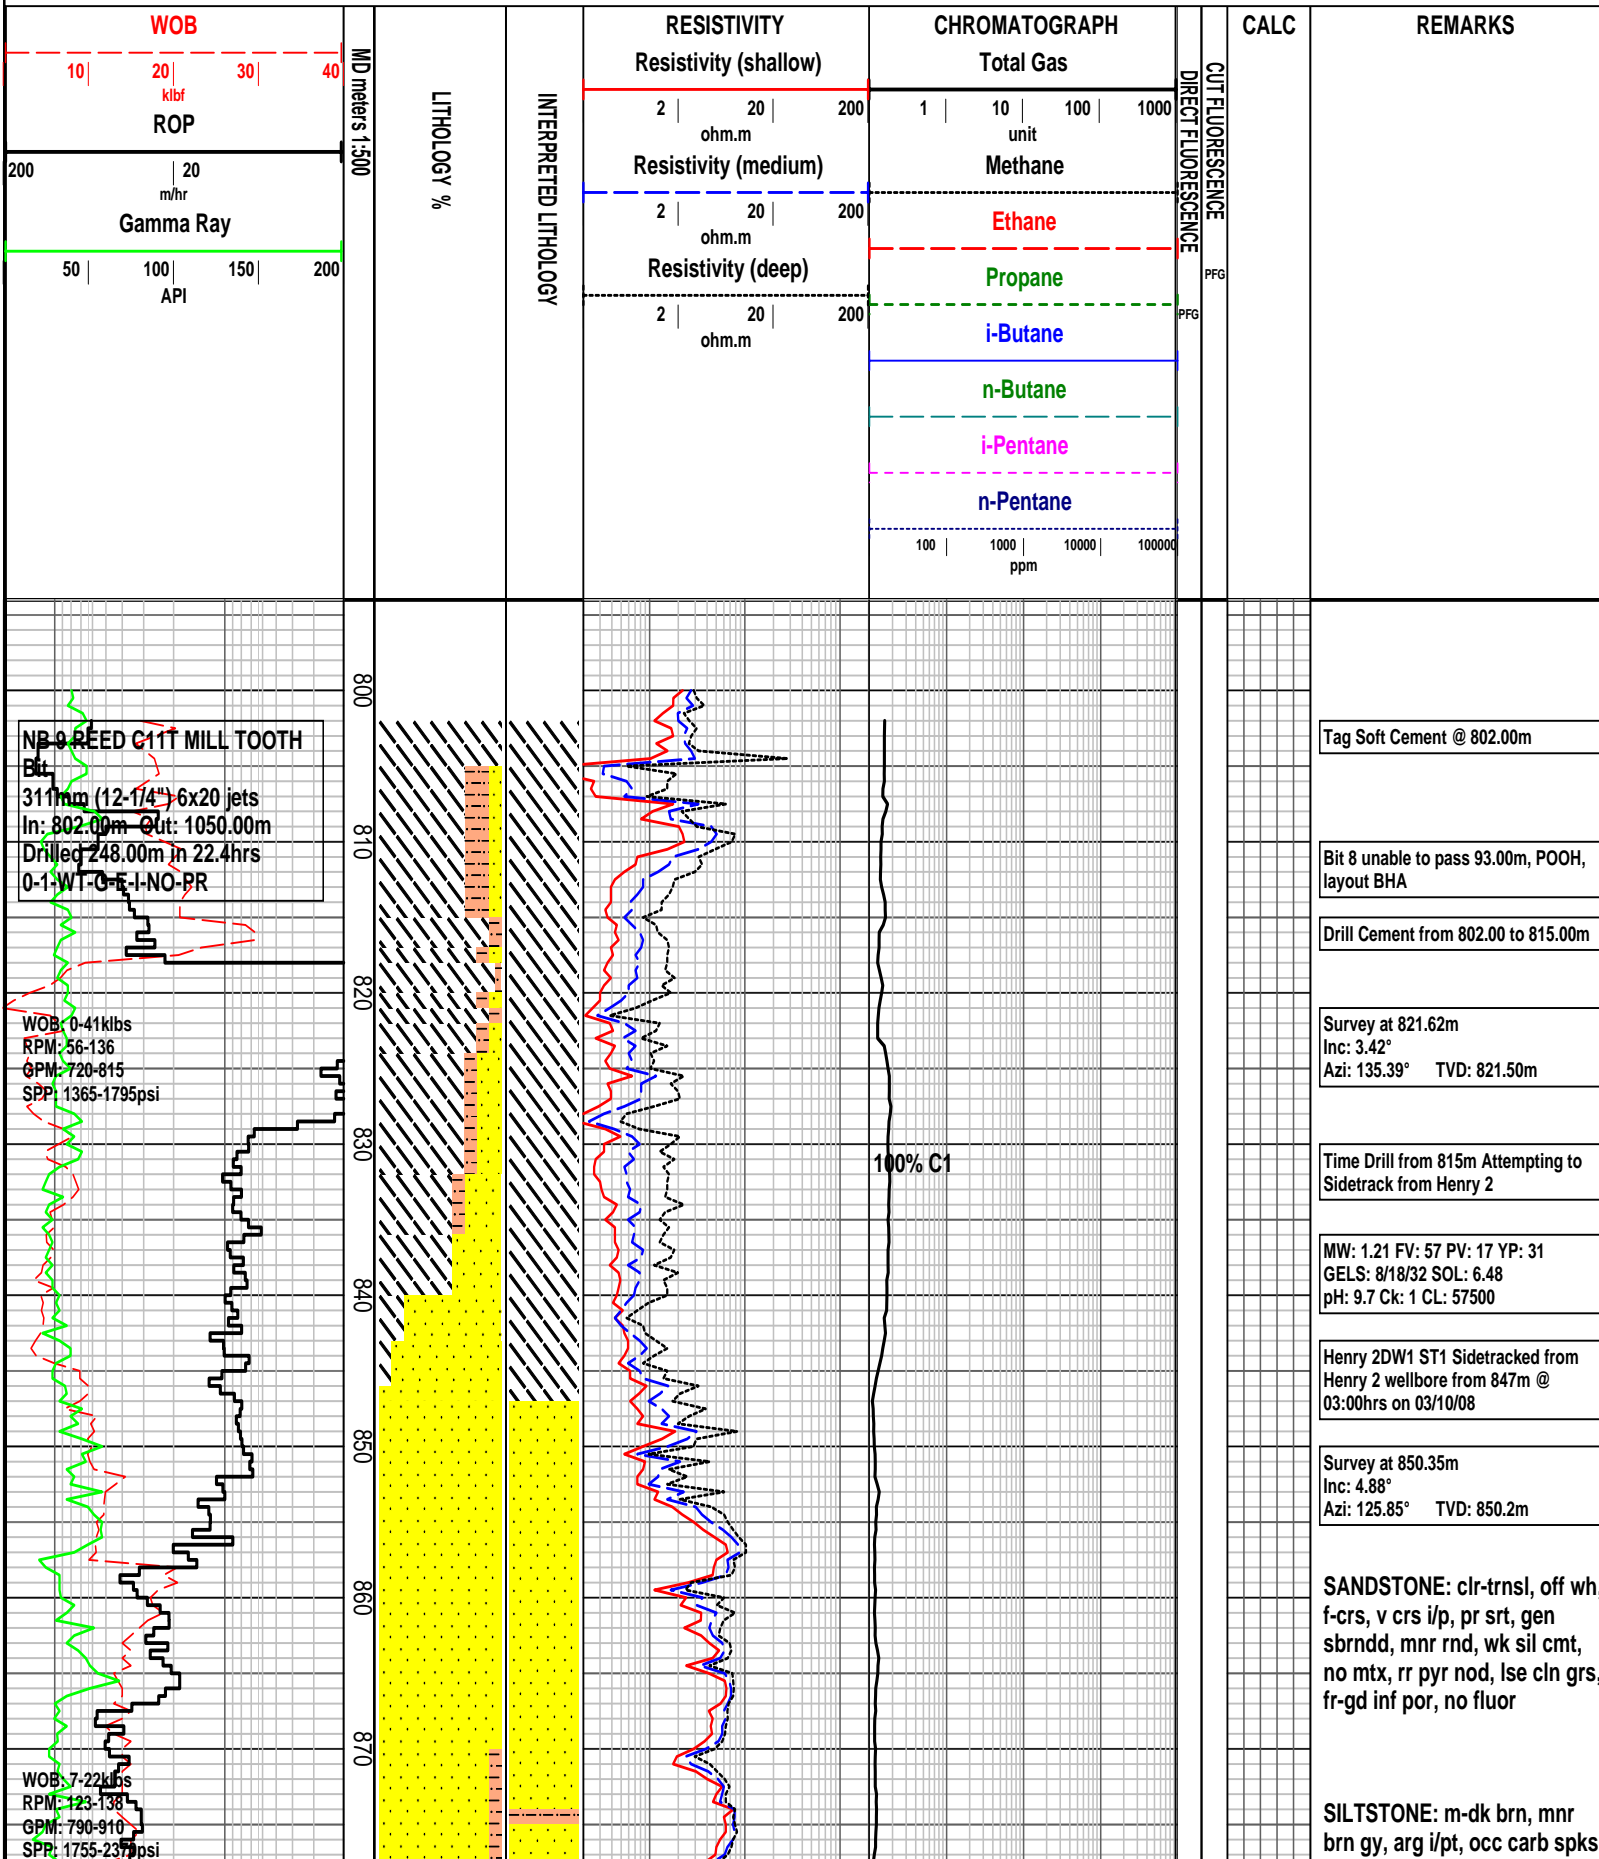 WOB
10 20 30 40
klbf
ROP
200 20
m/hr
Gamma Ray
50 100 150 200
API
MD meters 1:500
LITHOLOGY %
INTERPRETED LITHOLOGY
RESISTIVITY
Resistivity (shallow)
2 20 200
ohm.m
Resistivity (medium)
2 20 200
ohm.m
Resistivity (deep)
2 20 200
ohm.m
CHROMATOGRAPH
Total Gas
1 10 100 1000
unit
Methane
Ethane
Propane
i-Butane
n-Butane
i-Pentane
n-Pentane
100 1000 10000 100000
ppm
DIRECT FLUORESCENCE
PFG
CUT FLUORESCENCE
PFG
CALC
REMARKS
800
810
820
830
840
850
860
870
NB 9 REED C11T MILL TOOTH
Bit
311mm (12-1/4") 6x20 jets
In: 802.00m Out: 1050.00m
Drilled 248.00m in 22.4hrs
0-1-WT-G-E-I-NO-PR
WOB: 0-41klbs
RPM: 56-136
GPM: 720-815
SPP: 1365-1795psi
WOB: 7-22klbs
RPM: 123-138
GPM: 790-910
100% C1
Tag Soft Cement @ 802.00m
Bit 8 unable to pass 93.00m, POOH,
layout BHA
Drill Cement from 802.00 to 815.00m
Survey at 821.62m
Inc: 3.42°
Azi: 135.39° TVD: 821.50m
Time Drill from 815m Attempting to
Sidetrack from Henry 2
MW: 1.21 FV: 57 PV: 17 YP: 31
GELS: 8/18/32 SOL: 6.48
pH: 9.7 Ck: 1 CL: 57500
Henry 2DW1 ST1 Sidetracked from
Henry 2 wellbore from 847m @
03:00hrs on 03/10/08
Survey at 850.35m
Inc: 4.88°
Azi: 125.85° TVD: 850.2m
SANDSTONE: clr-trnsl, off wh,
f-crs, v crs i/p, pr srt, gen
sbrndd, mnr rnd, wk sil cmt,
no mtx, rr pyr nod, lse cln grs,
fr-gd inf por, no fluor
SILTSTONE: m-dk brn, mnr
brn gy, arg i/pt, occ carb spks